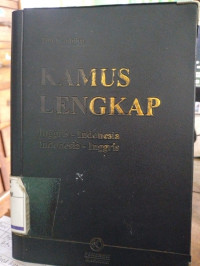 KAMUS
LENGKAP
Inggris - Indonesia
Indonesia - Inggris